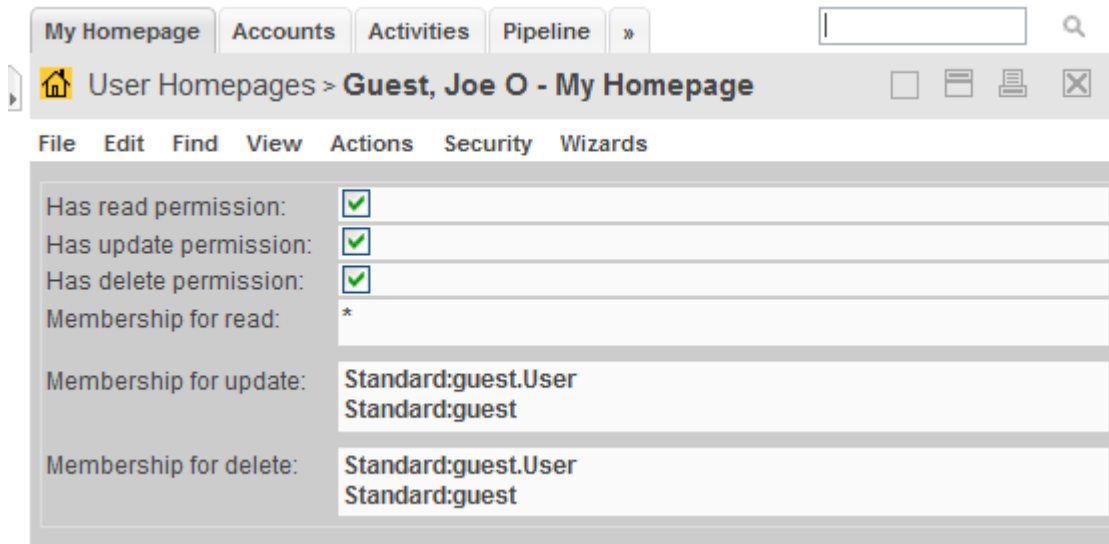 My Homepage Accounts Activities Pipeline »
User Homepages > Guest, Joe O - My Homepage
File Edit Find View Actions Security Wizards
Has read permission:
Has update permission:
Has delete permission:
Membership for read: *
Membership for update: Standard:guest.User
Standard:guest
Membership for delete: Standard:guest.User
Standard:guest